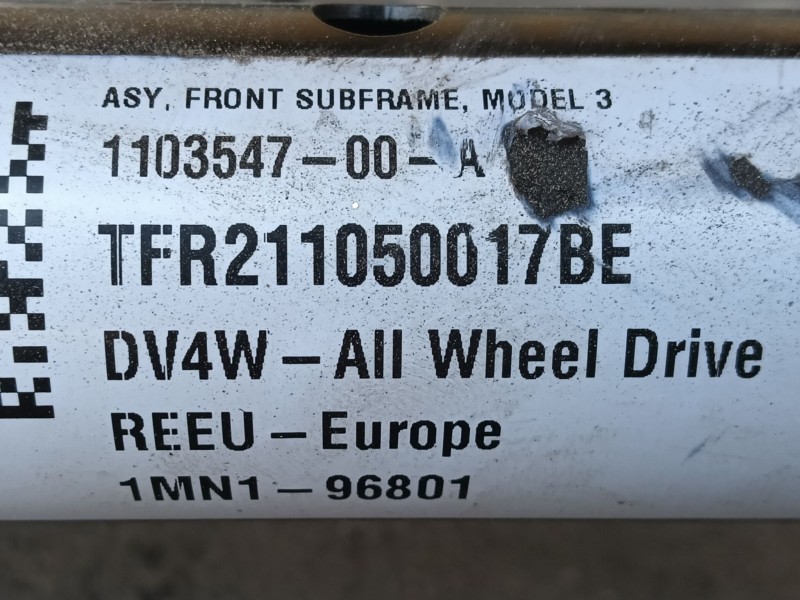 ASY, FRONT SUBFRAME, MODEL 3
1103547-00-A
TFR211050017BE
DV4W-All Wheel Drive
REEU-Europe
1MN1-96801